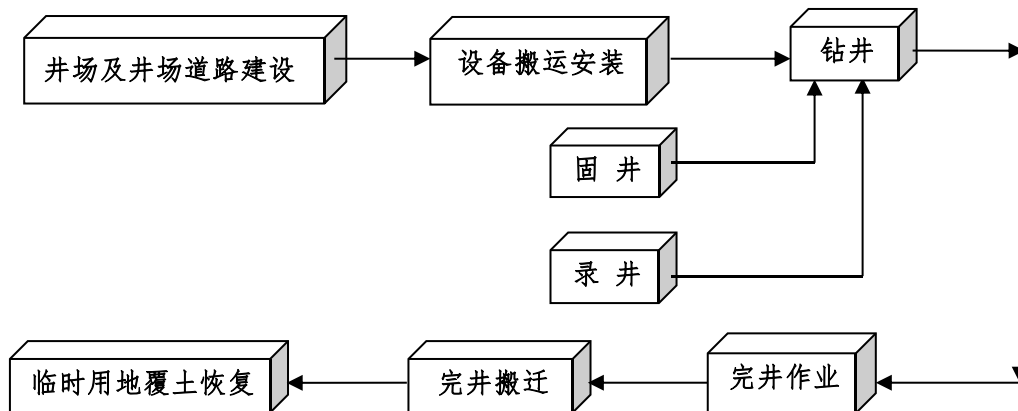 井场及井场道路建设
设备搬运安装
钻井
固 井
录 井
临时用地覆土恢复
完井搬迁
完井作业